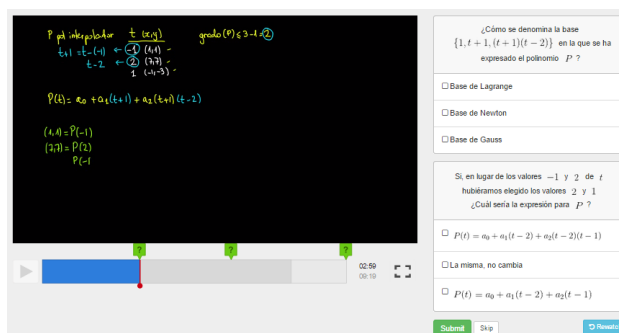 P pol interpolador t (x,y) grado (P) ≤ 3-1=2
t+1 = t-(-1) ← -1 (1,1)
t-2 ← 2 (7,7)
1 (-1,-3)
P(t) = a₀ + a₁(t+1) + a₂(t+1)(t-2)
(1,1) = P(-1)
(7,7) = P(2)
P(-1
? ? ?
02:59
09:19
¿Cómo se denomina la base
{1, t + 1, (t + 1)(t − 2)} en la que se ha
expresado el polinomio P ?
Base de Lagrange
Base de Newton
Base de Gauss
Si, en lugar de los valores −1 y 2 de t
hubiéramos elegido los valores 2 y 1
¿Cuál sería la expresión para P ?
P(t) = a₀ + a₁(t − 2) + a₂(t − 2)(t − 1)
La misma, no cambia
P(t) = a₀ + a₁(t − 2) + a₂(t − 1)
Submit Skip